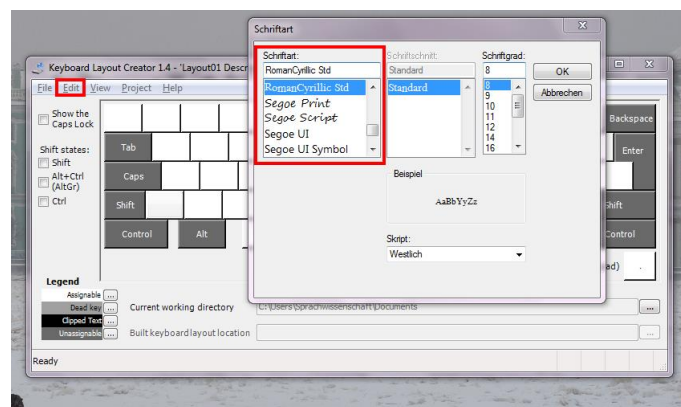 Schriftart
Schriftart:
Schriftschnitt:
Schriftgrad:
RomanCyrillic Std
Standard
8
OK
Abbrechen
RomanCyrillic Std
Segoe Print
Segoe Script
Segoe UI
Segoe UI Symbol
Standard
8
9
10
11
12
14
16
Beispiel
AaBbYyZz
Skript:
Westlich
Keyboard Layout Creator 1.4 - 'Layout01 Descr
File Edit View Project Help
Show the
Caps Lock
Shift states:
Shift
Alt+Ctrl
(AltGr)
Ctrl
Backspace
Tab
Enter
Caps
Shift
Shift
Control
Alt
Control
ad)
.
Legend
Assignable ...
Dead key ...
Clipped Text ...
Unassignable ...
Current working directory
C:\Users\Sprachwissenschaft\Documents
...
Built keyboard layout location
...
Ready